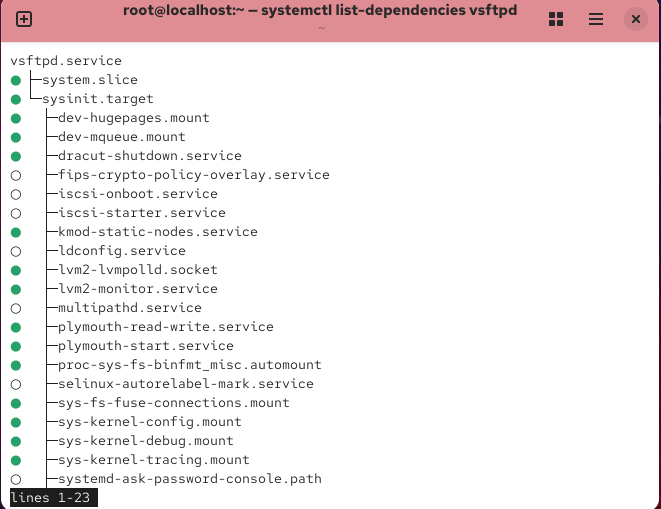 root@localhost:~ — systemctl list-dependencies vsftpd
~
vsftpd.service
● ├─system.slice
● └─sysinit.target
●   ├─dev-hugepages.mount
●   ├─dev-mqueue.mount
●   ├─dracut-shutdown.service
○   ├─fips-crypto-policy-overlay.service
○   ├─iscsi-onboot.service
○   ├─iscsi-starter.service
●   ├─kmod-static-nodes.service
○   ├─ldconfig.service
●   ├─lvm2-lvmpolld.socket
●   ├─lvm2-monitor.service
○   ├─multipathd.service
●   ├─plymouth-read-write.service
●   ├─plymouth-start.service
●   ├─proc-sys-fs-binfmt_misc.automount
○   ├─selinux-autorelabel-mark.service
●   ├─sys-fs-fuse-connections.mount
●   ├─sys-kernel-config.mount
●   ├─sys-kernel-debug.mount
●   ├─sys-kernel-tracing.mount
○   ├─systemd-ask-password-console.path
lines 1-23